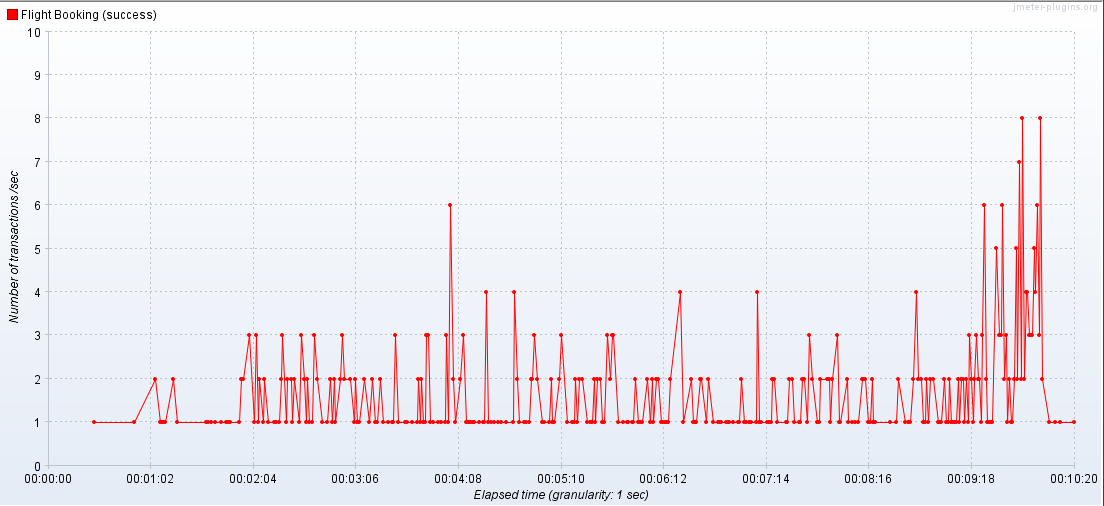 jmeter-plugins.org
Flight Booking (success)
10
9
8
7
6
5
4
3
2
1
0
Number of transactions /sec
00:00:00 00:01:02 00:02:04 00:03:06 00:04:08 00:05:10 00:06:12 00:07:14 00:08:16 00:09:18 00:10:20
Elapsed time (granularity: 1 sec)